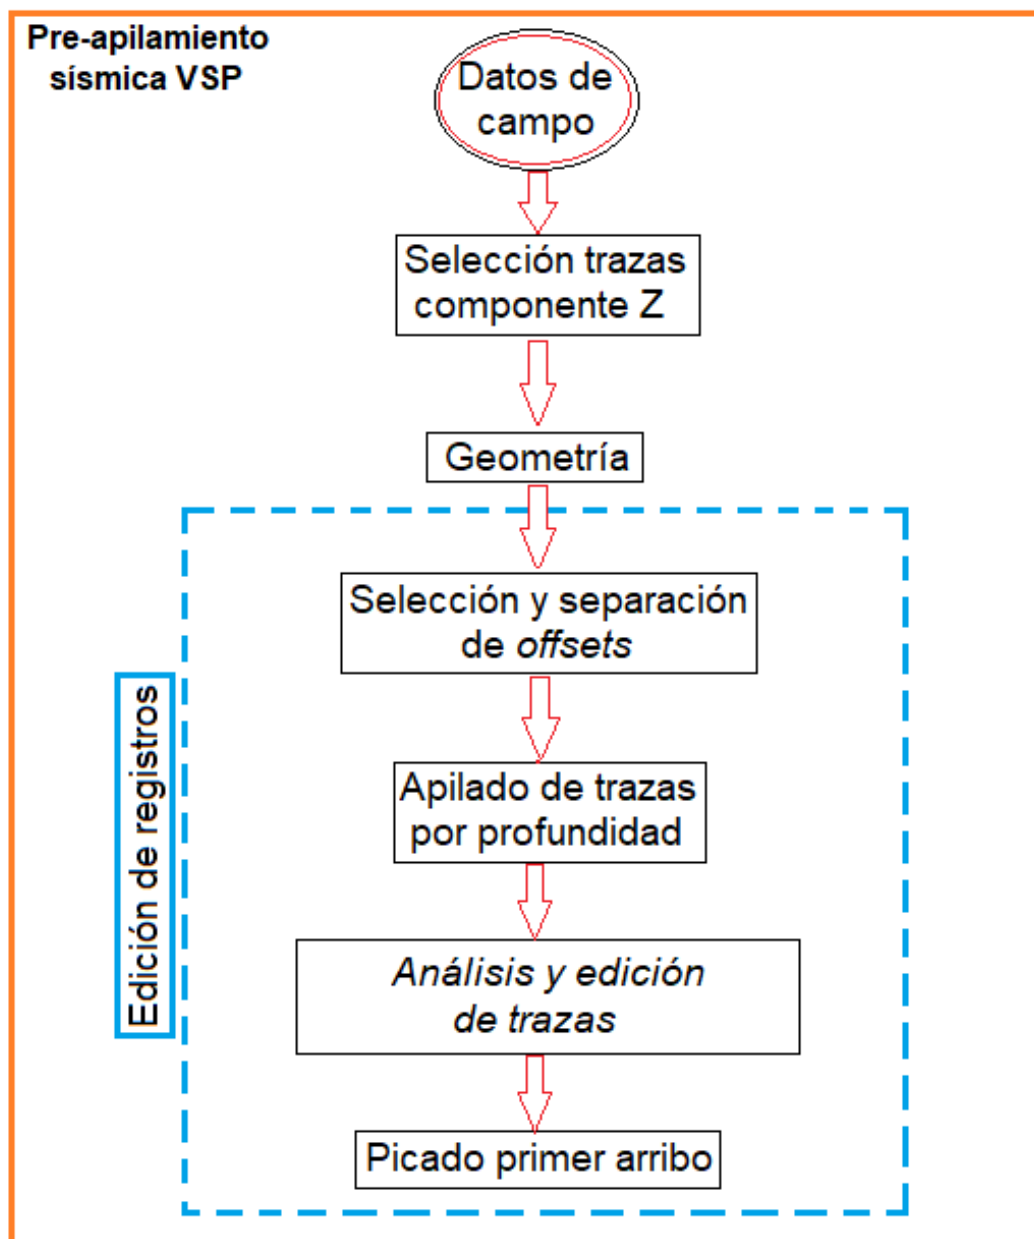 Pre-apilamiento
sísmica VSP
Datos de
campo
Selección trazas
componente Z
Geometría
Selección y separación
de offsets
Apilado de trazas
por profundidad
Análisis y edición
de trazas
Picado primer arribo
Edición de registros